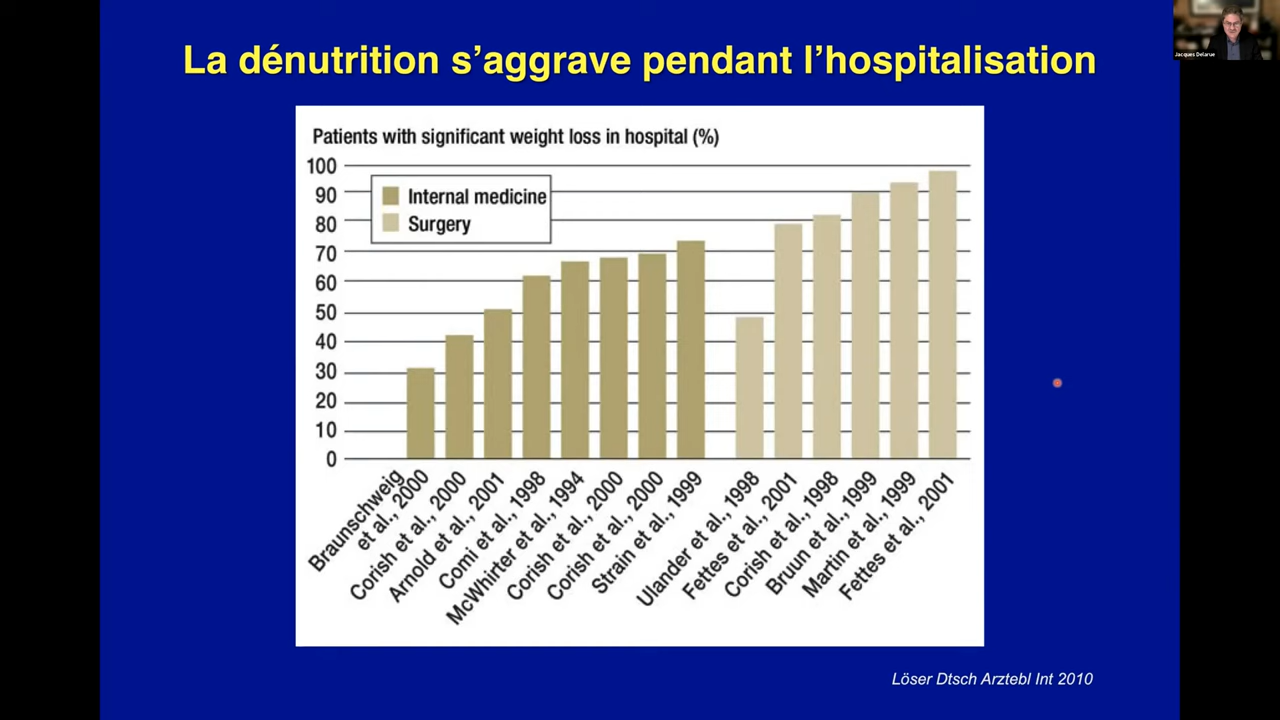 La dénutrition s’aggrave pendant l’hospitalisation
Jacques Delarue
Patients with significant weight loss in hospital (%)
100
90
80
70
60
50
40
30
20
10
0
Internal medicine
Surgery
Braunschweig
et al., 2000
Corish et al., 2000
Arnold et al., 2001
Comi et al., 1998
McWhirter et al., 1994
Corish et al., 2000
Corish et al., 2000
Strain et al., 1999
Ulander et al., 1998
Fettes et al., 2001
Corish et al., 1998
Bruun et al., 1999
Martin et al., 1999
Fettes et al., 2001
Löser Dtsch Arztebl Int 2010